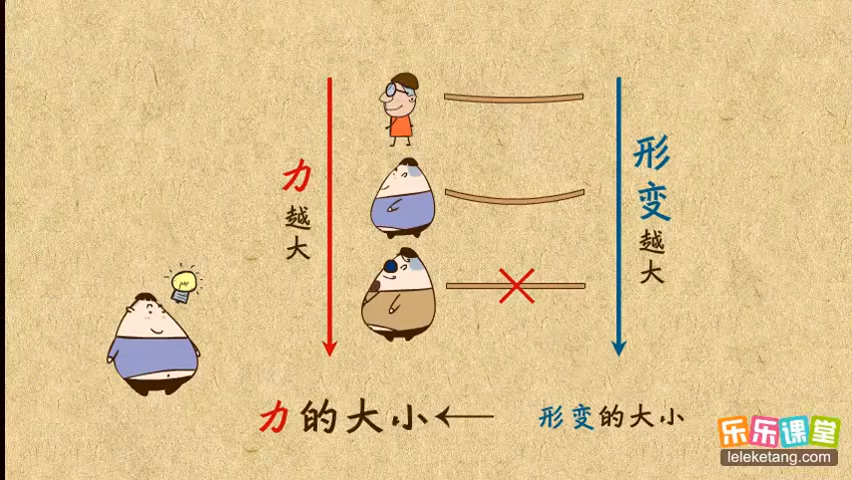 力越大
形变越大
力的大小
形变的大小
乐乐课堂
leleketang.com